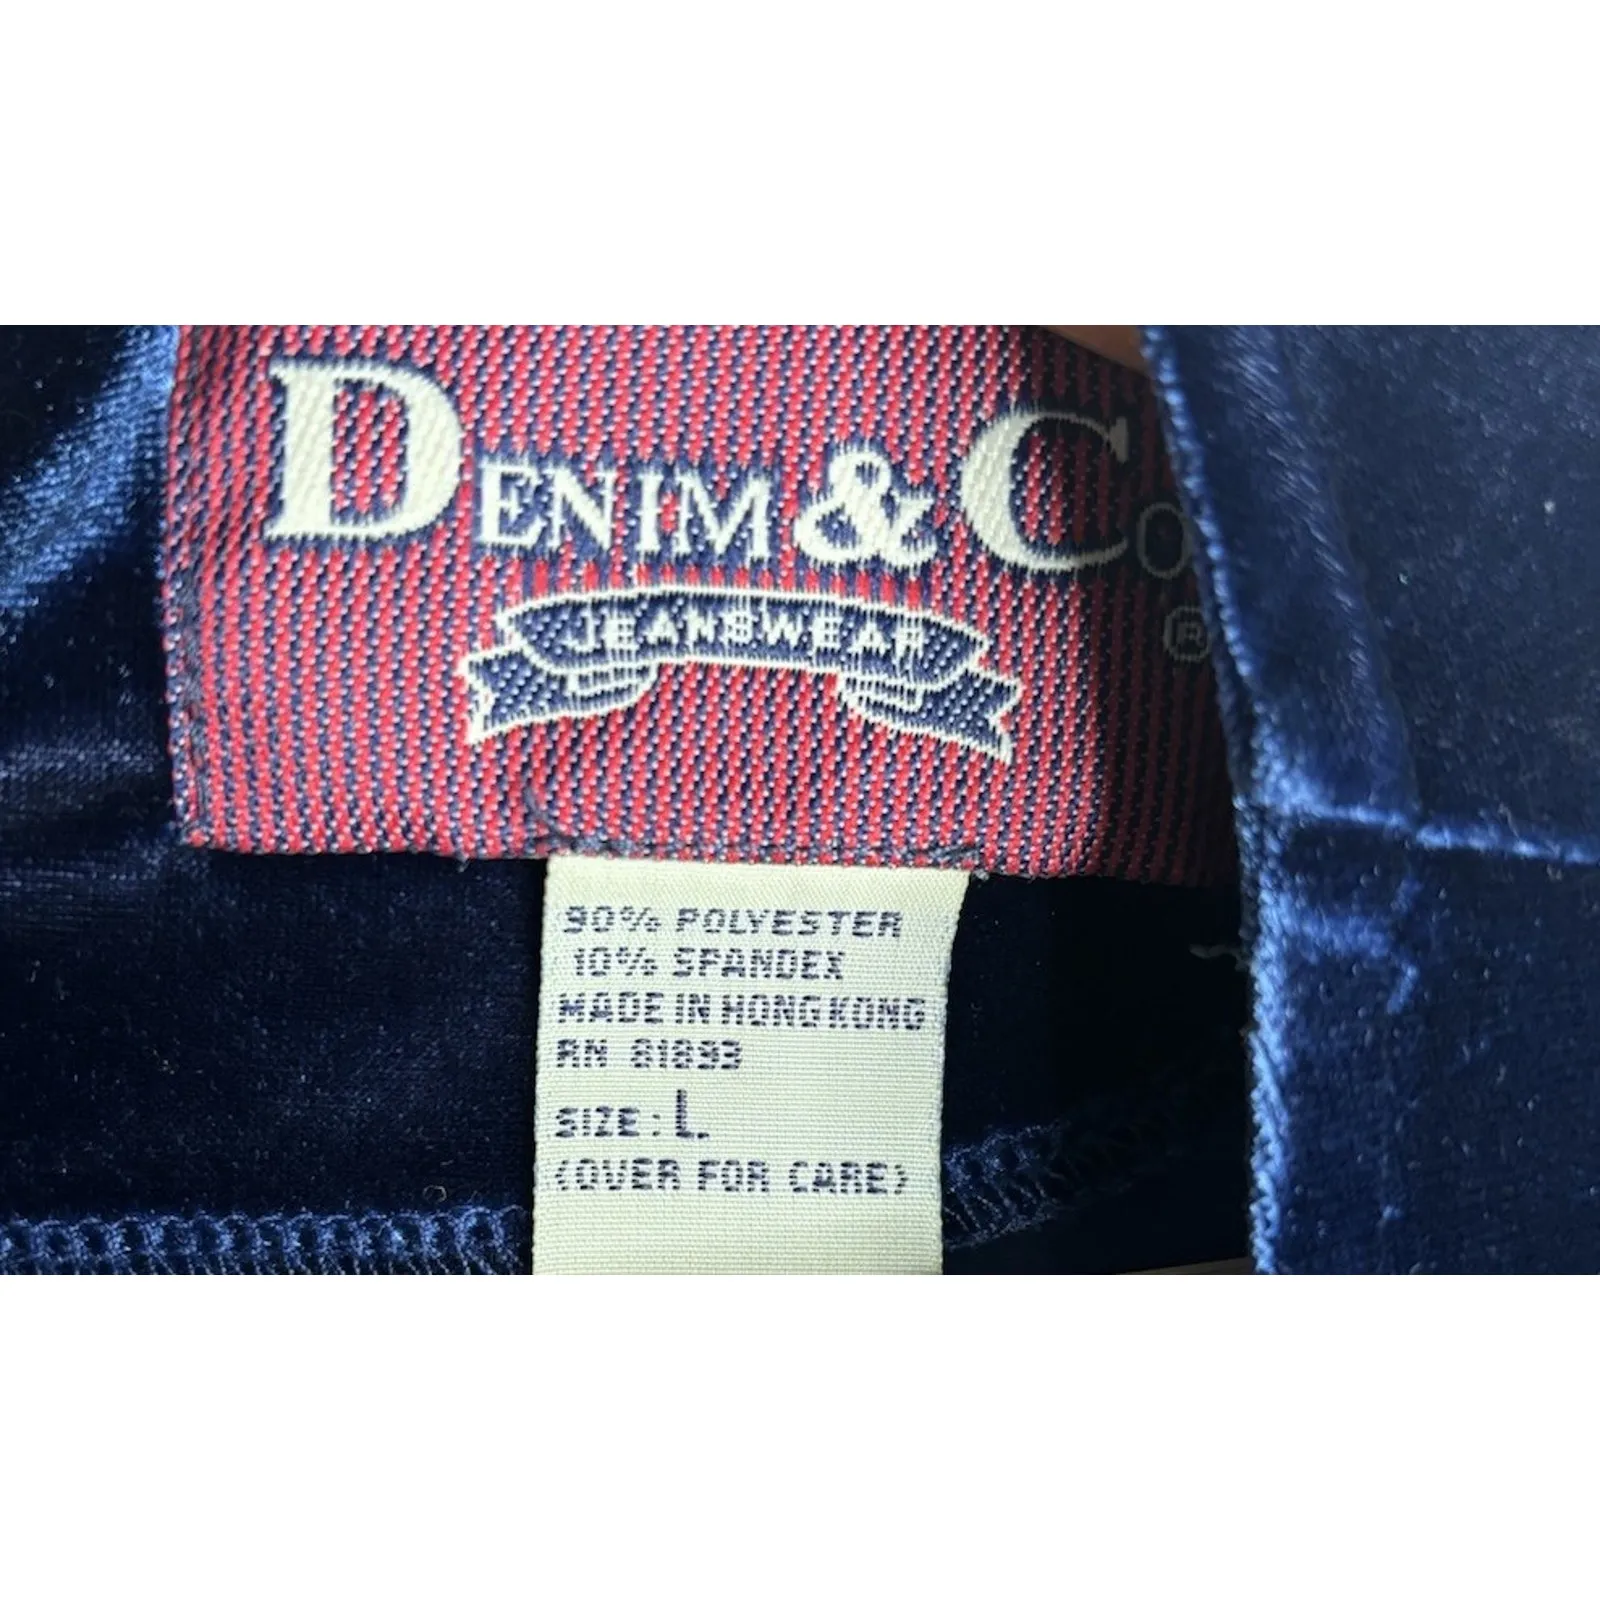 DENIM & CO
JEANSWEAR ®
90% POLYESTER
10% SPANDEX
MADE IN HONG KONG
RN 81893
SIZE: L.
(OVER FOR CARE)